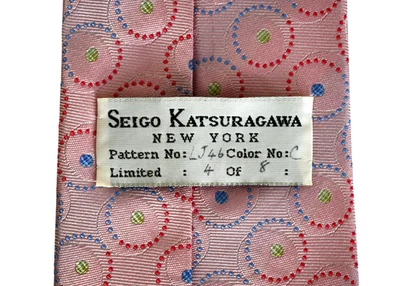 SEIGO KATSURAGAWA
NEW YORK
Pattern No: LJ46 Color No: C
Limited : 4 Of 8 :